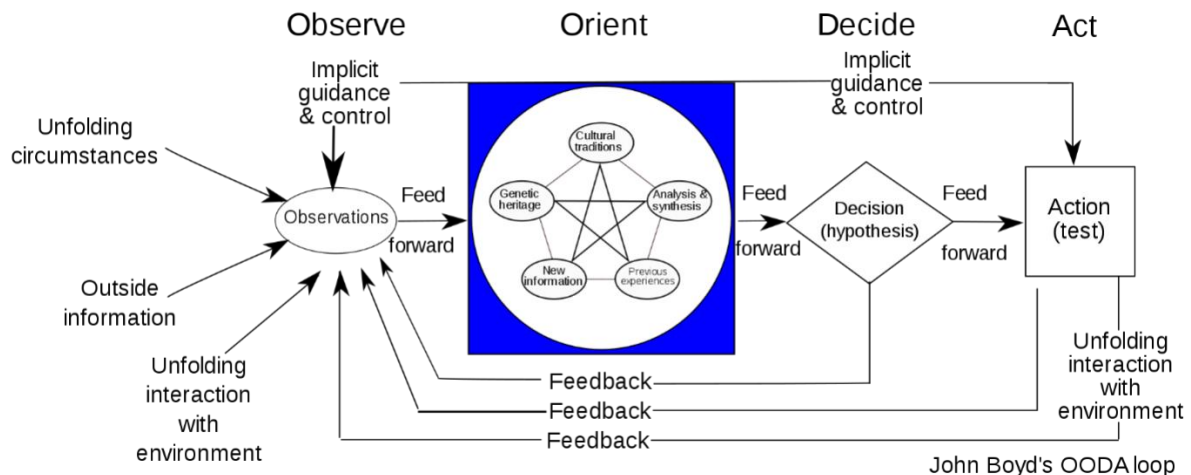 Observe
Orient
Decide
Act
Implicit
guidance
& control
Implicit
guidance
& control
Unfolding
circumstances
Observations
Outside
information
Unfolding
interaction
with
environment
Feed
forward
Cultural
traditions
Genetic
heritage
Analysis &
synthesis
New
information
Previous
experiences
Feed
forward
Decision
(hypothesis)
Feed
forward
Action
(test)
Unfolding
interaction
with
environment
Feedback
Feedback
Feedback
John Boyd's OODA loop